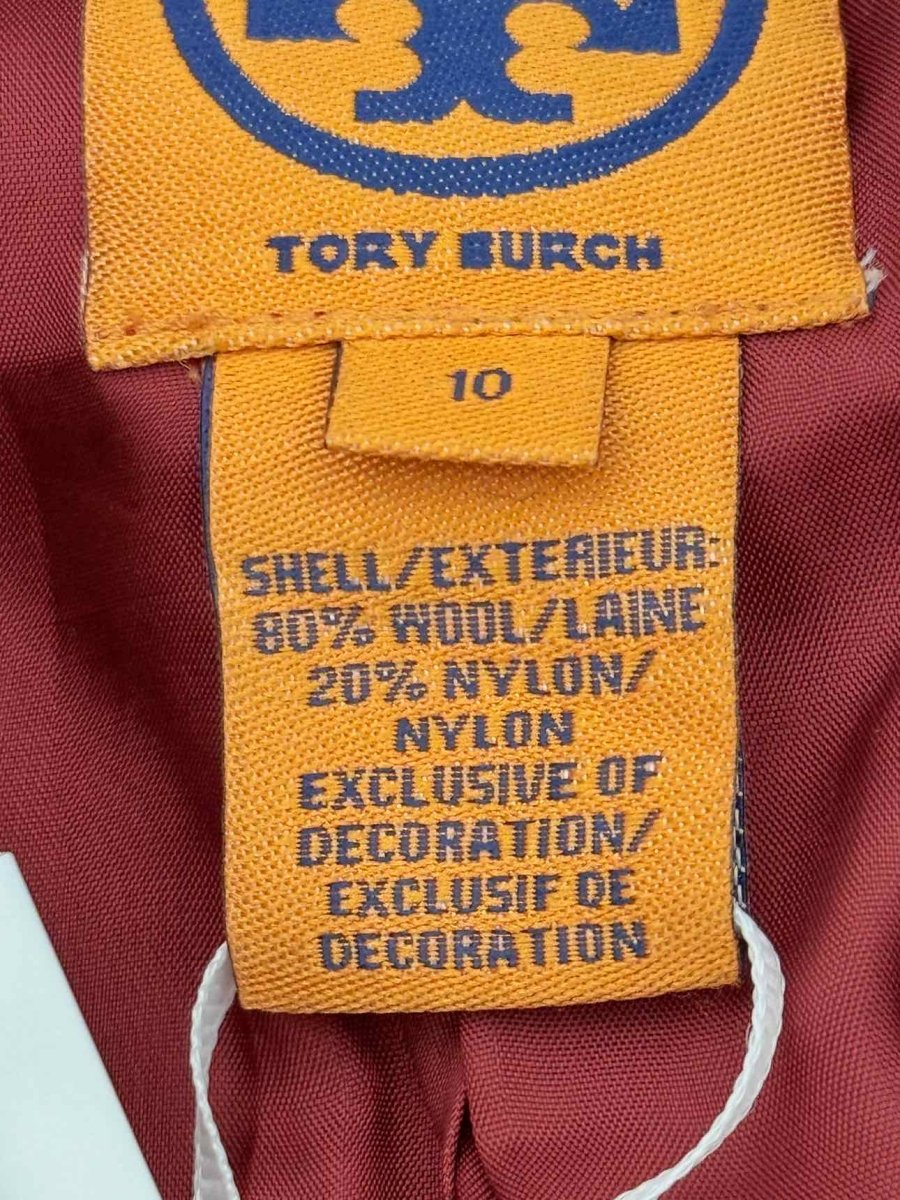 TORY BURCH
10
SHELL/EXTERIEUR:
80% WOOL/LAINE
20% NYLON/
NYLON
EXCLUSIVE OF
DECORATION/
EXCLUSIF DE
DECORATION